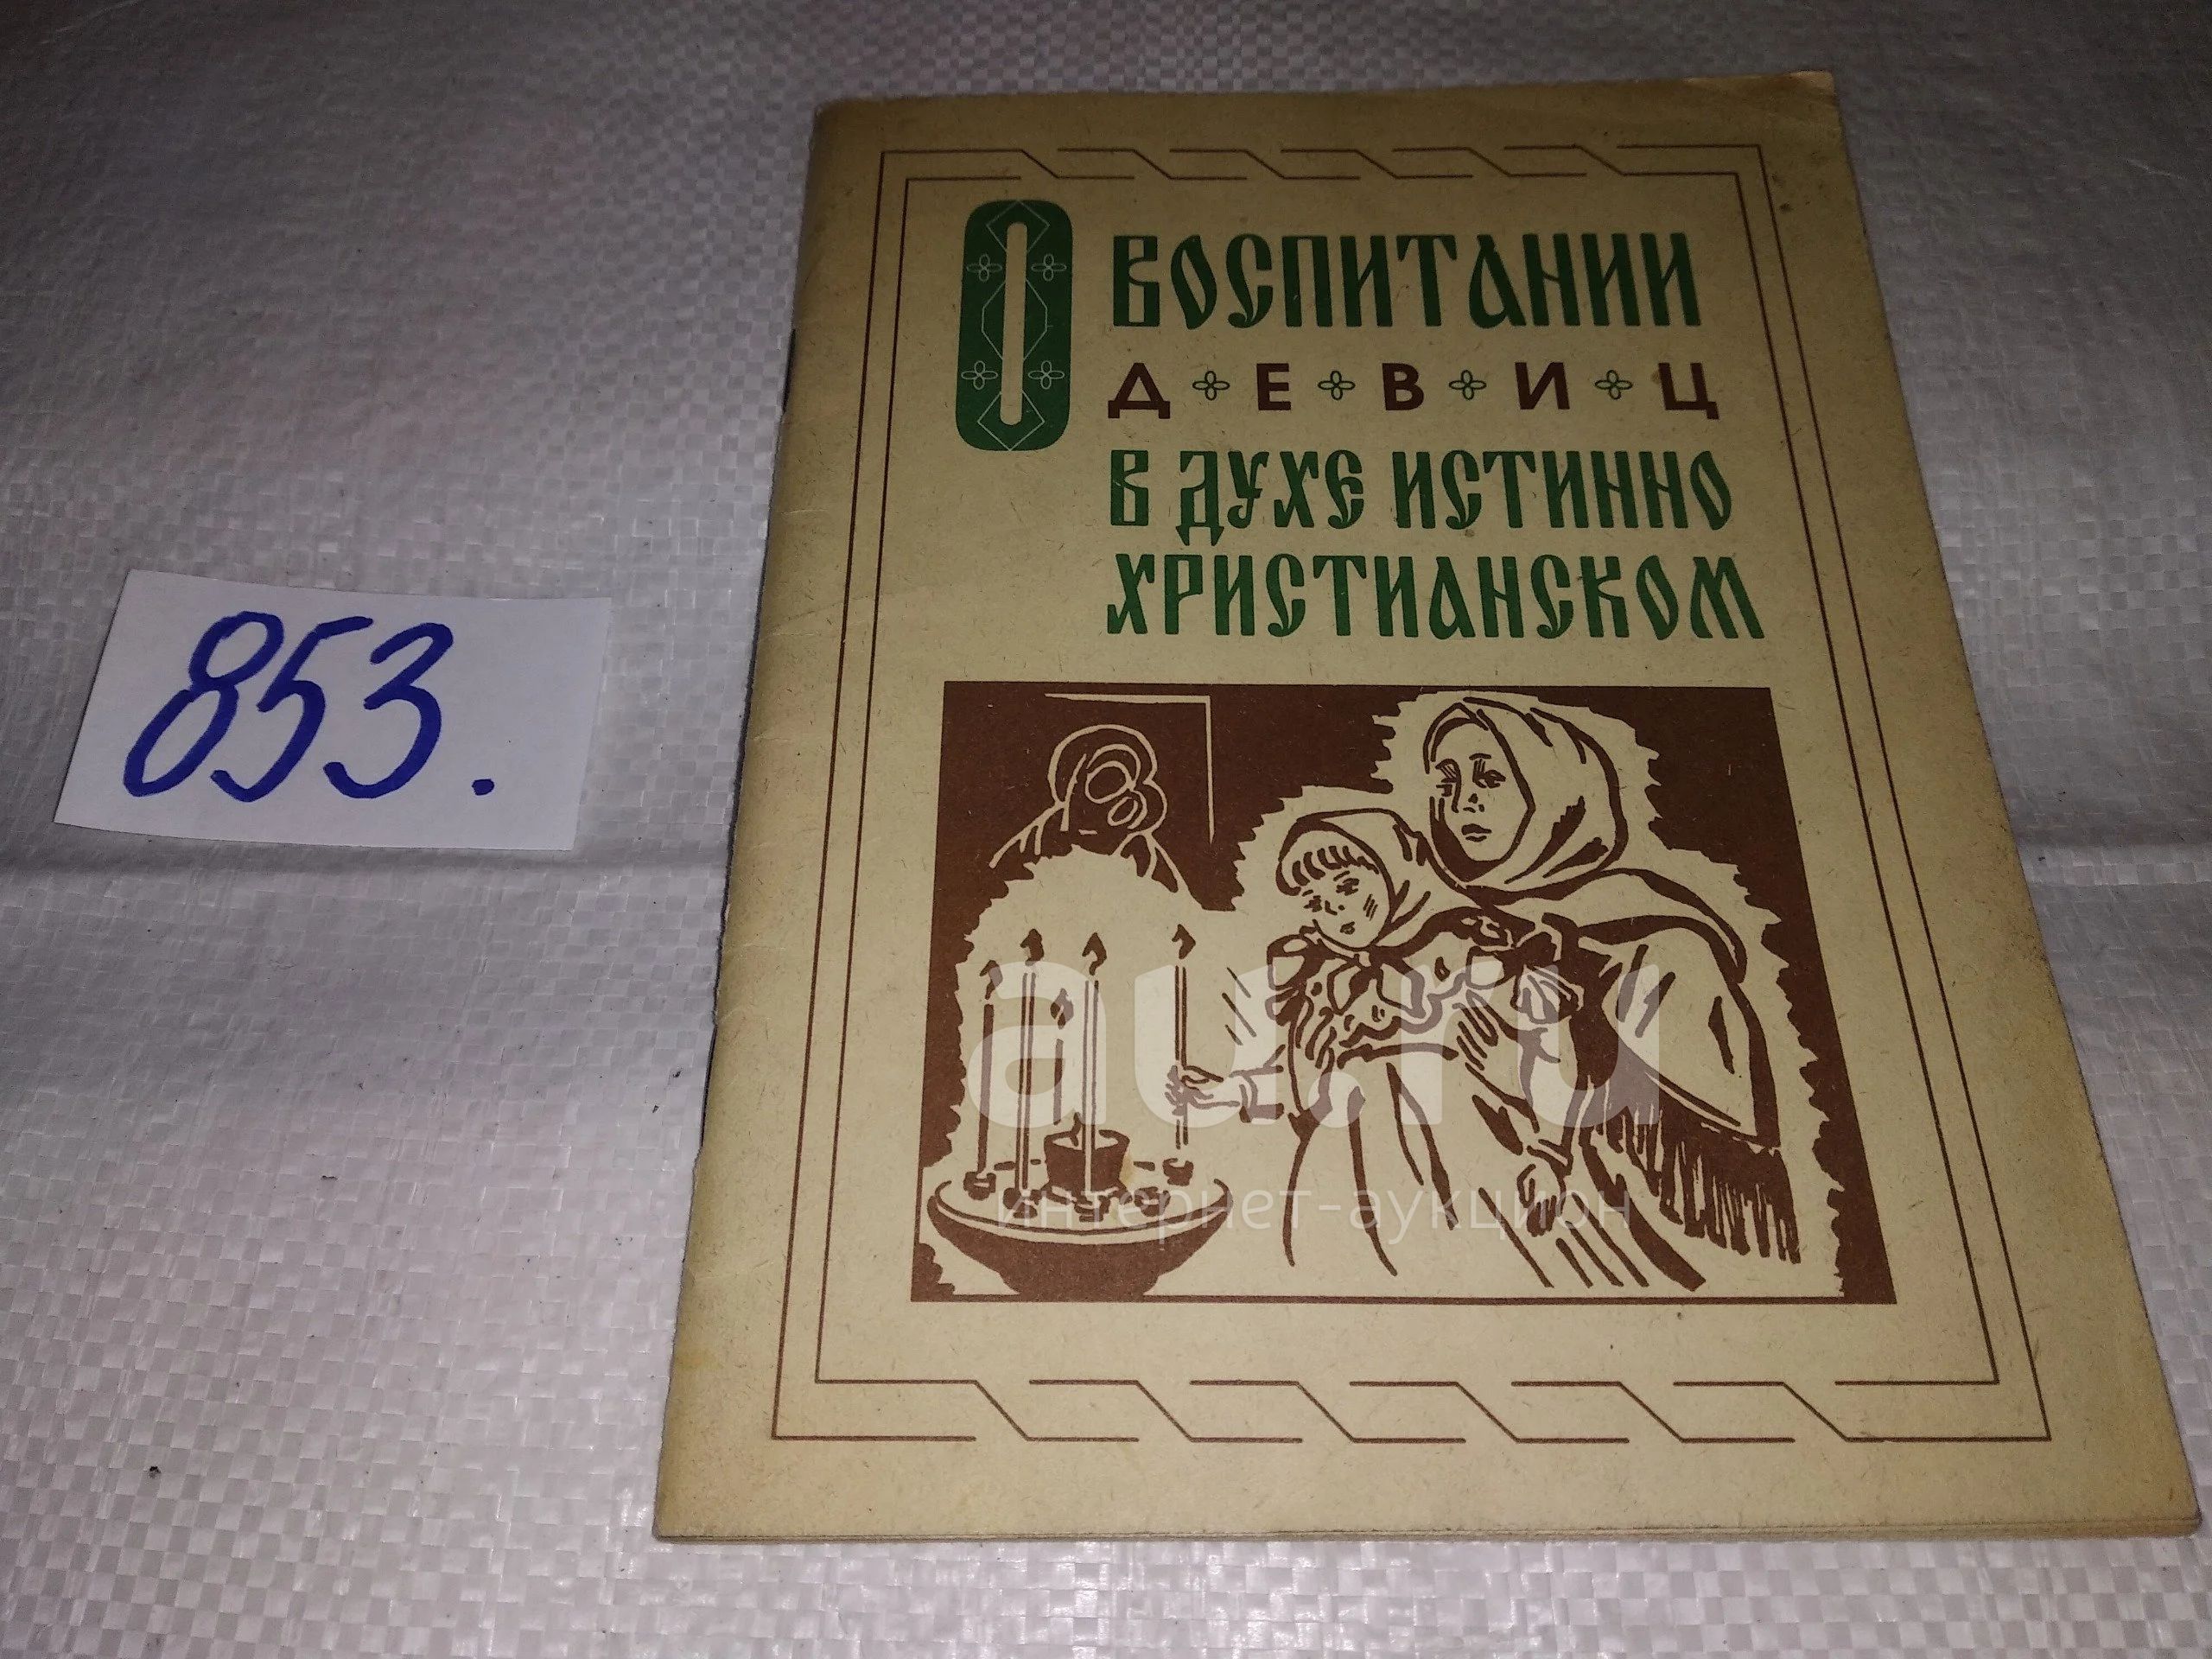 853.
О ВОСПИТАНИИ
ДЕВИЦ
В ДУХЕ ИСТИННО
ХРИСТИАНСКОМ
au.ru
интернет-аукцион